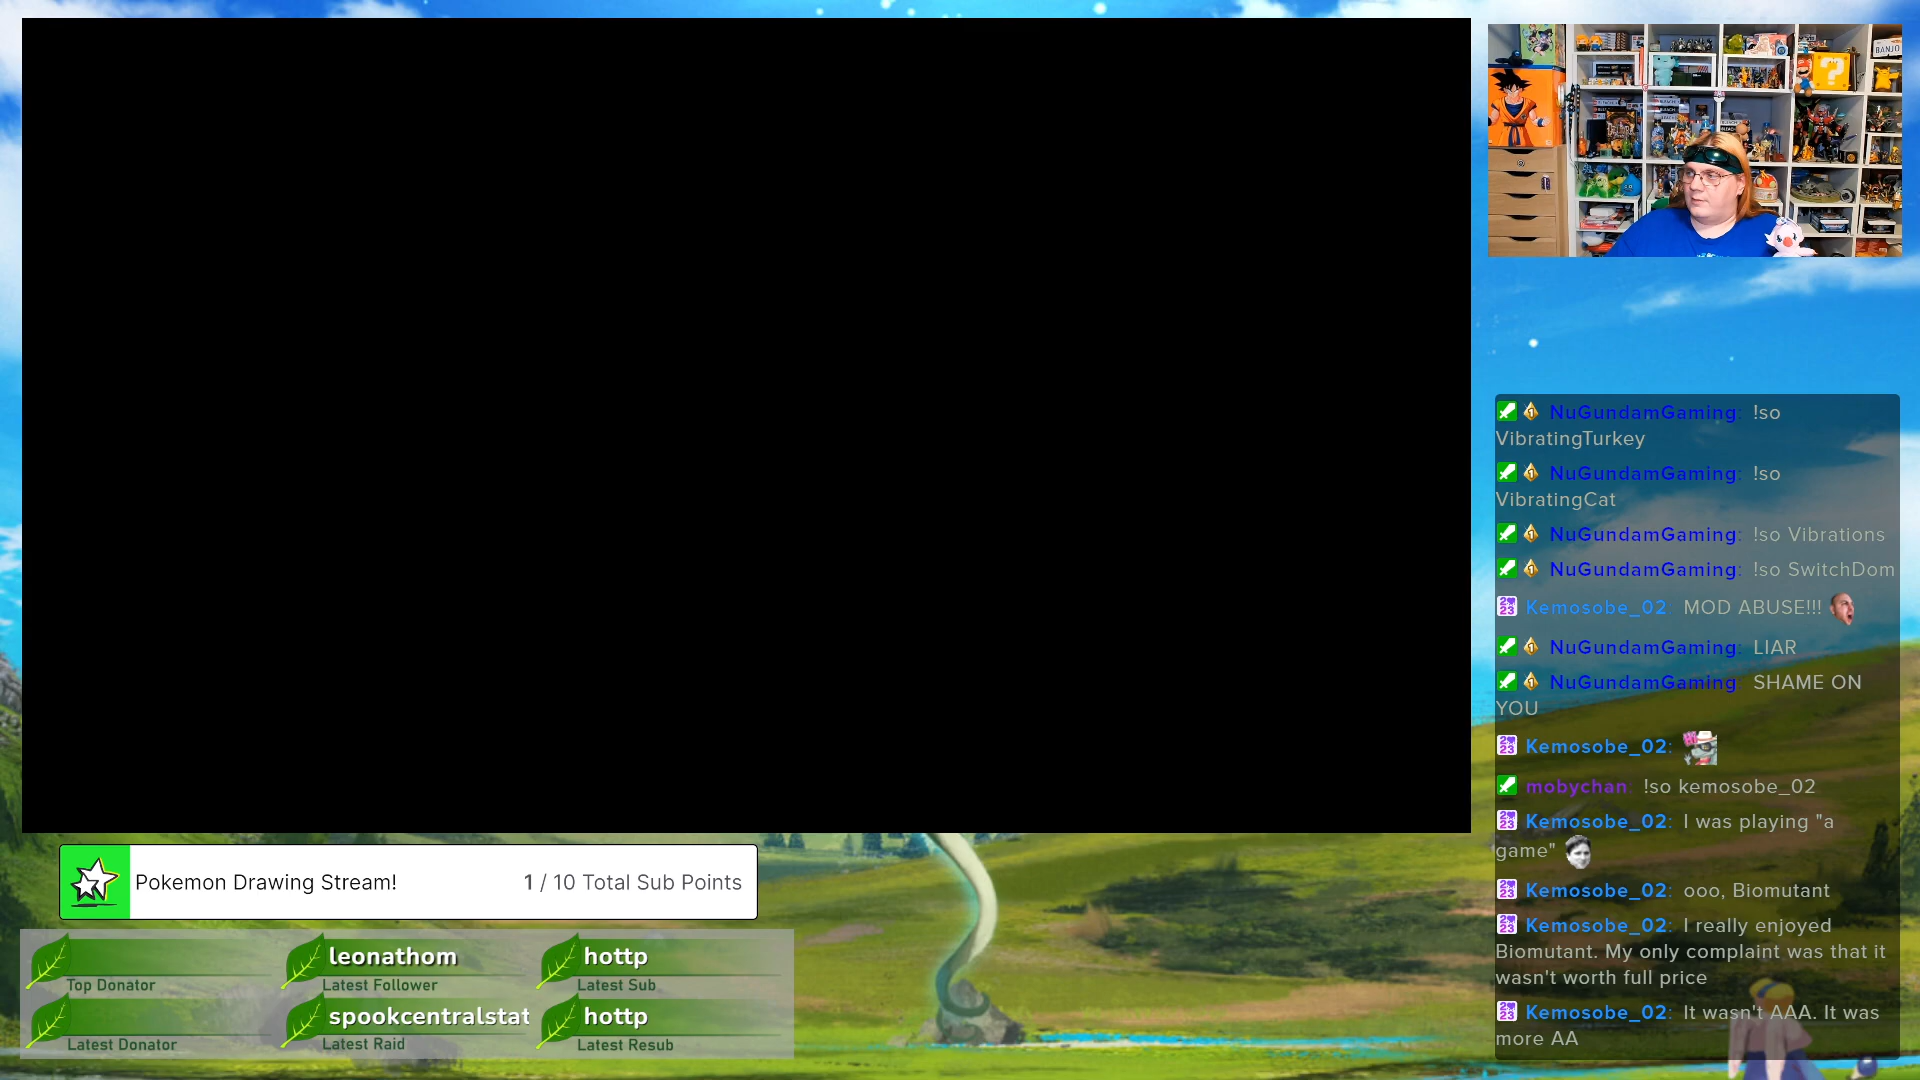 BANJO
NuGundamGaming: !so
VibratingTurkey
NuGundamGaming: !so
VibratingCat
NuGundamGaming: !so Vibrations
NuGundamGaming: !so SwitchDom
Kemosobe_02: MOD ABUSE!!!
NuGundamGaming: LIAR
NuGundamGaming: SHAME ON
YOU
Kemosobe_02:
mobychan: !so kemosobe_02
Kemosobe_02: I was playing "a
game"
Kemosobe_02: ooo, Biomutant
Kemosobe_02: I really enjoyed
Biomutant. My only complaint was that it
wasn't worth full price
Kemosobe_02: It wasn't AAA. It was
more AA
Pokemon Drawing Stream! 1 / 10 Total Sub Points
Top Donator
leonathom
Latest Follower
hottp
Latest Sub
Latest Donator
spookcentralstat
Latest Raid
hottp
Latest Resub